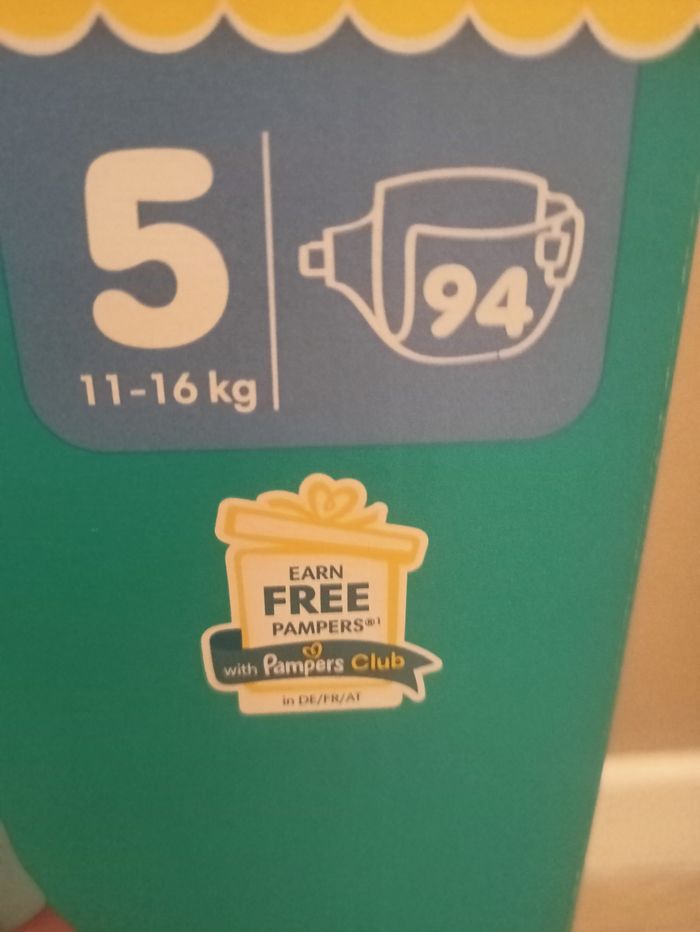 5
11-16 kg
94
EARN
FREE
PAMPERS®¹
with Pampers Club
in DE/FR/AT